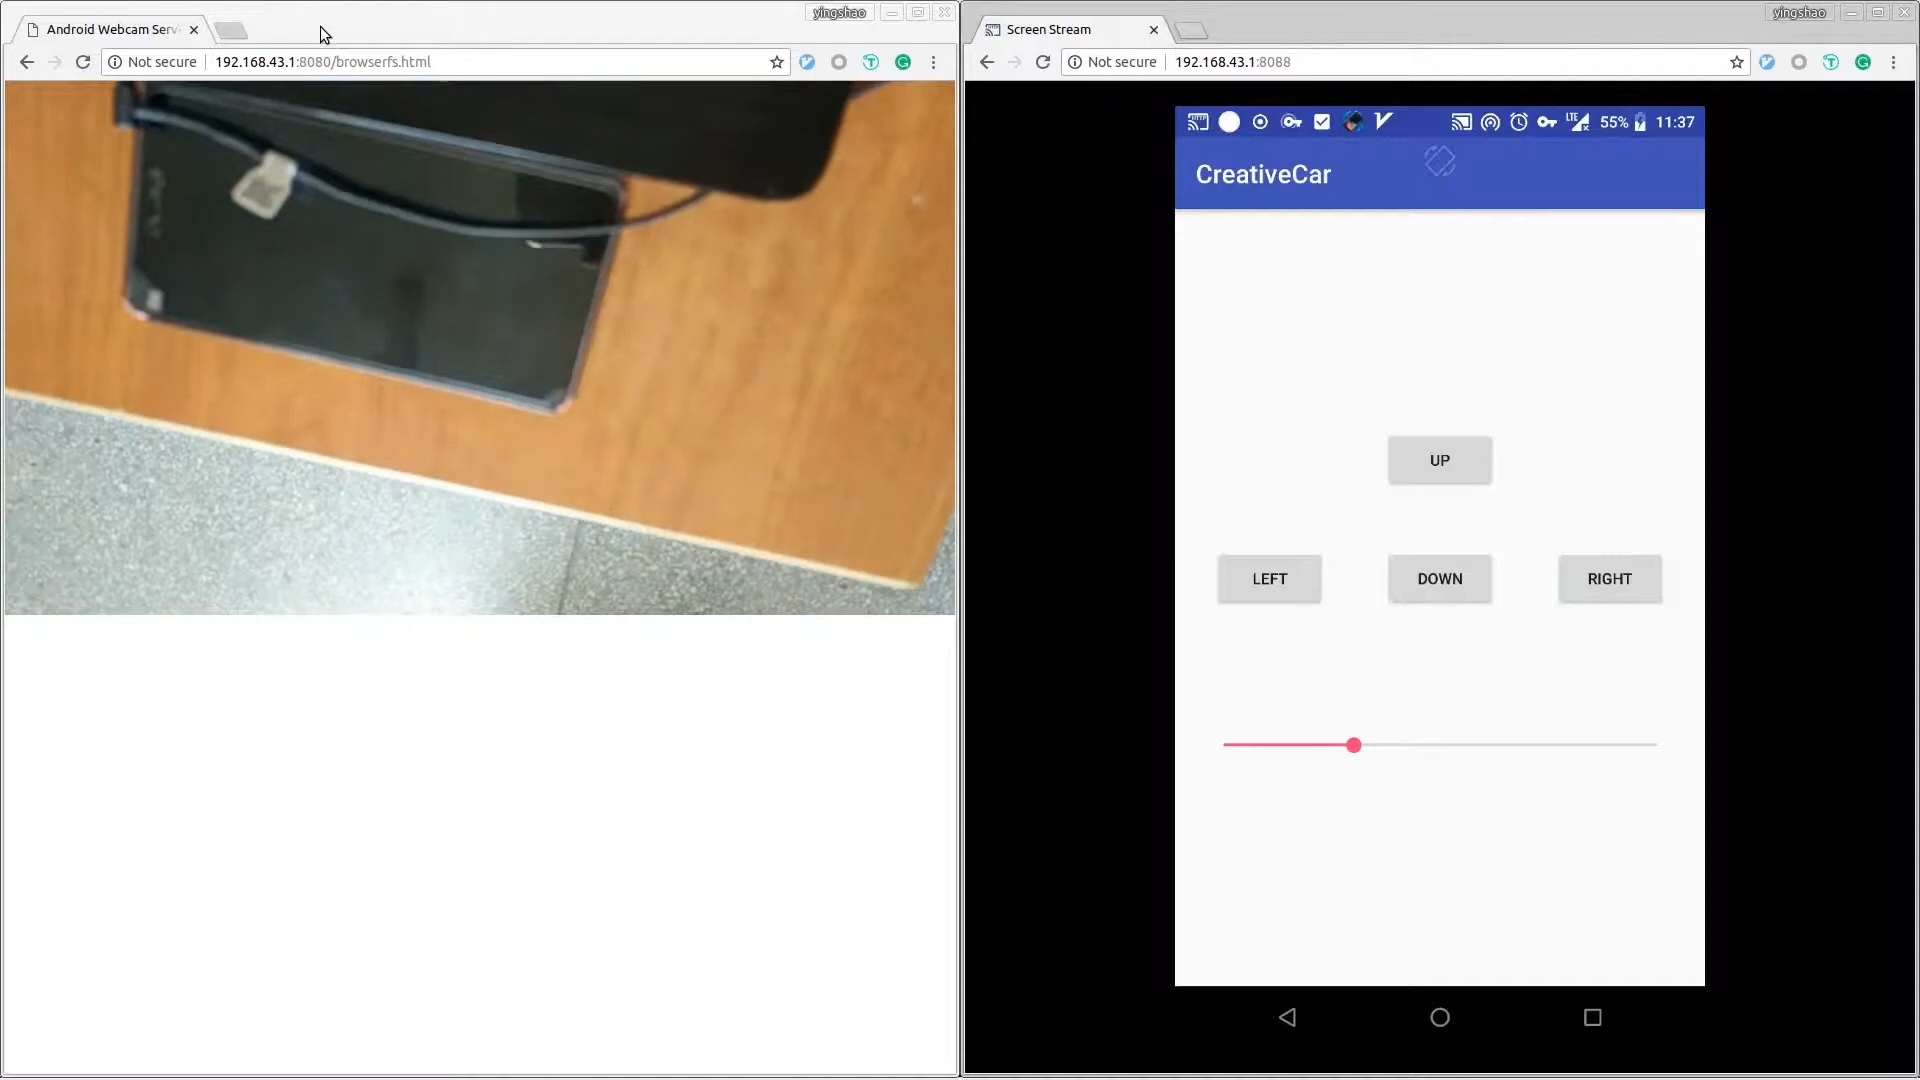 yingshao
Android Webcam Serv
Not secure
192.168.43.1:8080/browserfs.html
yingshao
Screen Stream
Not secure
192.168.43.1:8088
LTE
55%
11:37
CreativeCar
UP
LEFT
DOWN
RIGHT